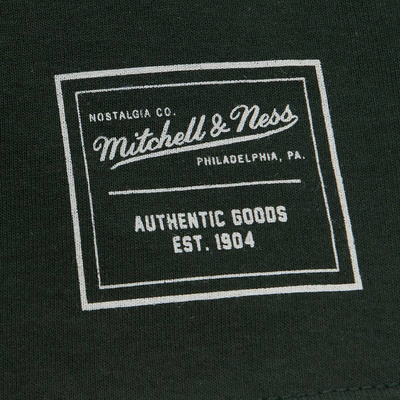 NOSTALGIA CO.
Mitchell & Ness
PHILADELPHIA, PA.
AUTHENTIC GOODS
EST. 1904